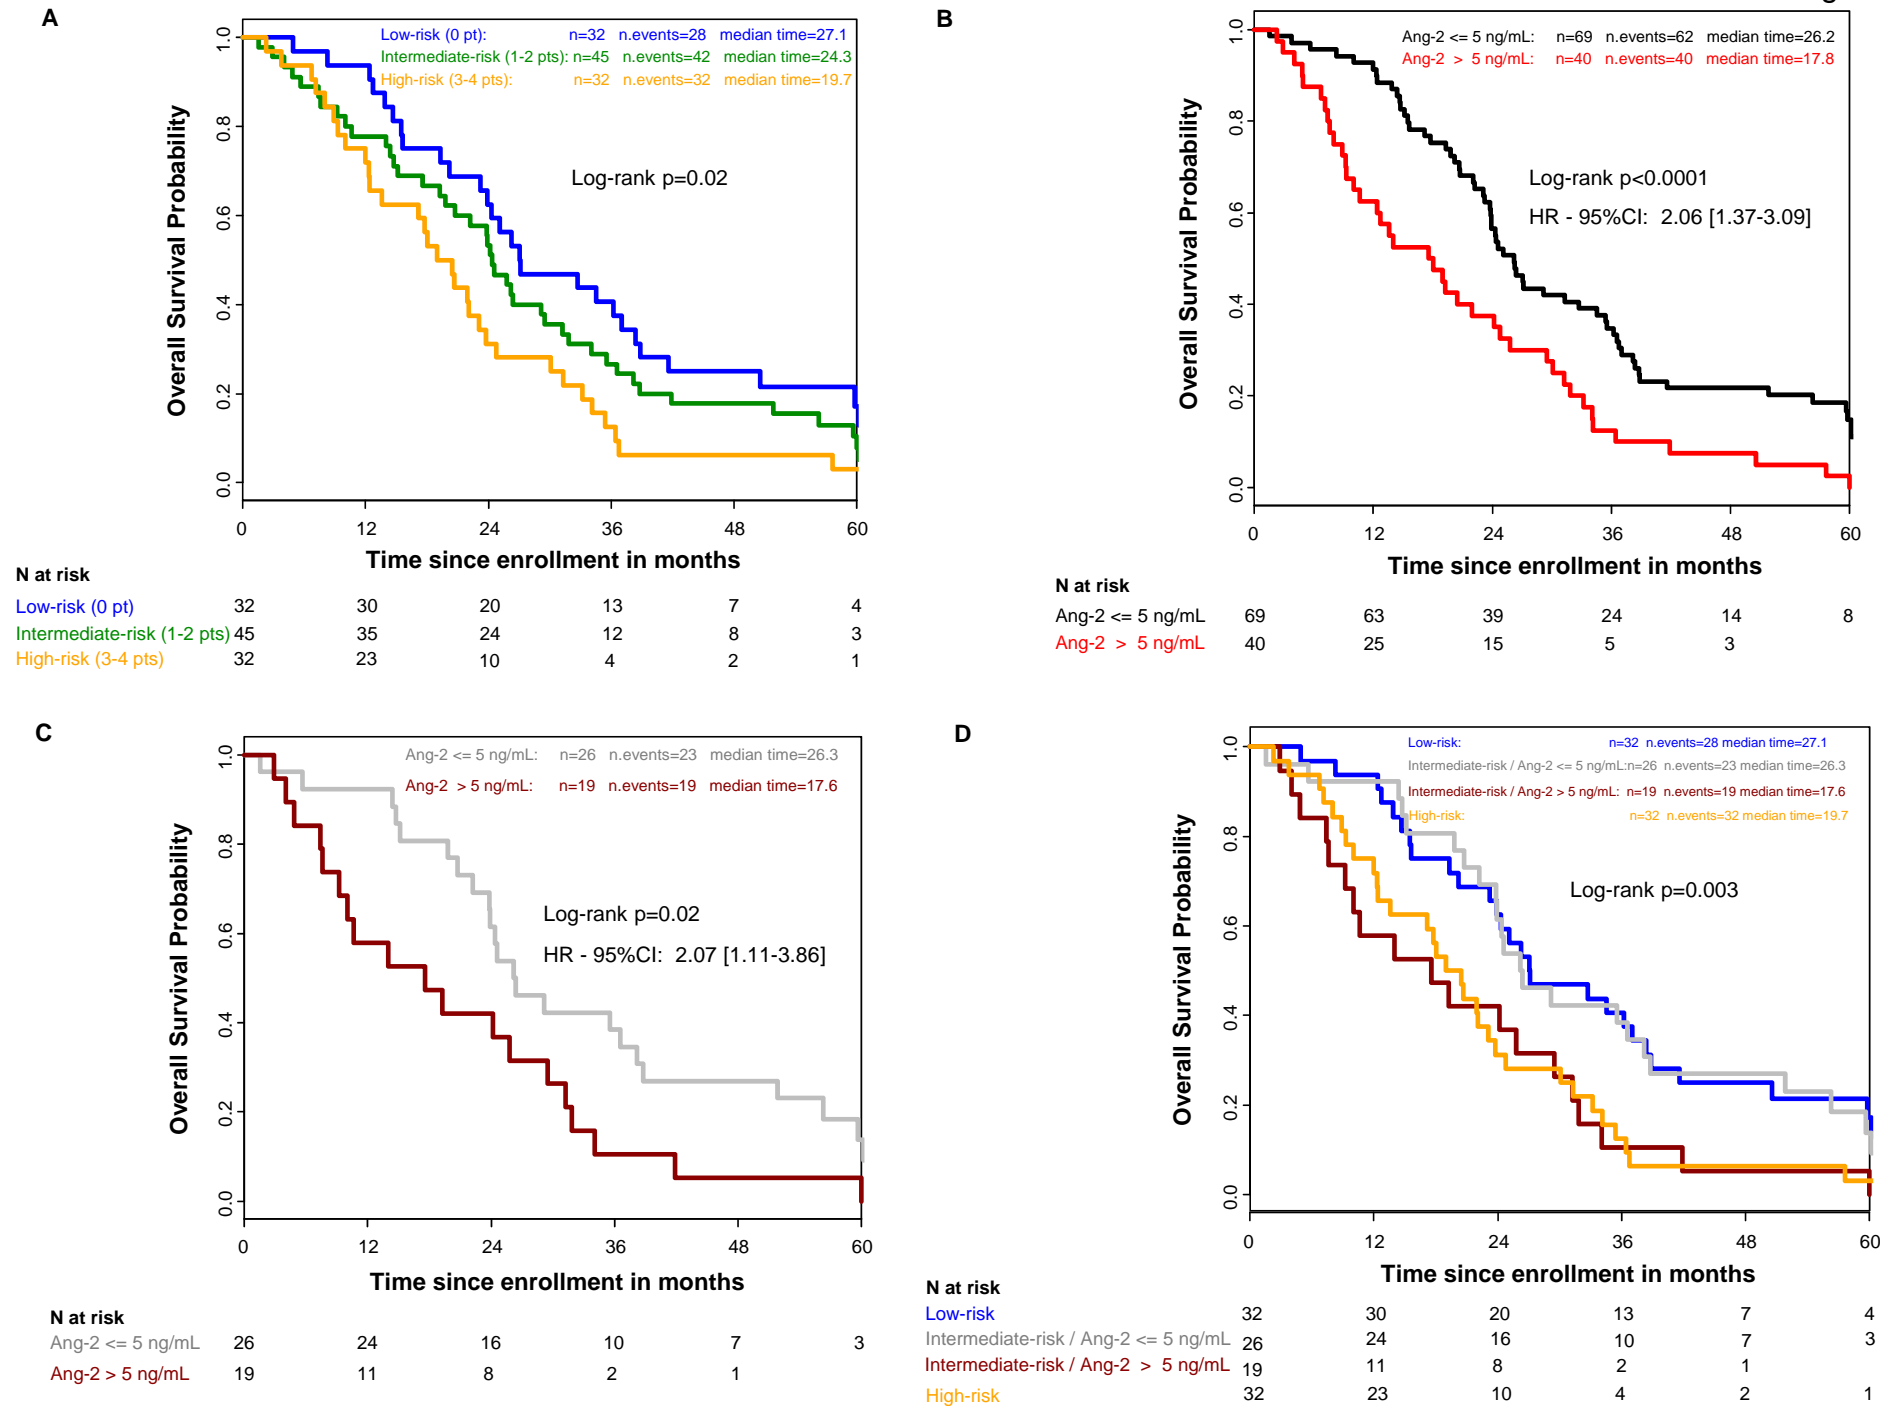 g
A
Low-risk (0 pt): n=32 n.events=28 median time=27.1
Intermediate-risk (1-2 pts): n=45 n.events=42 median time=24.3
High-risk (3-4 pts): n=32 n.events=32 median time=19.7
Log-rank p=0.02
Overall Survival Probability
1.0
0.8
0.6
0.4
0.2
0.0
0 12 24 36 48 60
Time since enrollment in months
N at risk
Low-risk (0 pt) 32 30 20 13 7 4
Intermediate-risk (1-2 pts) 45 35 24 12 8 3
High-risk (3-4 pts) 32 23 10 4 2 1
B
Ang-2 <= 5 ng/mL: n=69 n.events=62 median time=26.2
Ang-2 > 5 ng/mL: n=40 n.events=40 median time=17.8
Log-rank p<0.0001
HR - 95%CI: 2.06 [1.37-3.09]
Overall Survival Probability
1.0
0.8
0.6
0.4
0.2
0.0
0 12 24 36 48 60
Time since enrollment in months
N at risk
Ang-2 <= 5 ng/mL 69 63 39 24 14 8
Ang-2 > 5 ng/mL 40 25 15 5 3
C
Ang-2 <= 5 ng/mL: n=26 n.events=23 median time=26.3
Ang-2 > 5 ng/mL: n=19 n.events=19 median time=17.6
Log-rank p=0.02
HR - 95%CI: 2.07 [1.11-3.86]
Overall Survival Probability
1.0
0.8
0.6
0.4
0.2
0.0
0 12 24 36 48 60
Time since enrollment in months
N at risk
Ang-2 <= 5 ng/mL 26 24 16 10 7 3
Ang-2 > 5 ng/mL 19 11 8 2 1
D
Low-risk: n=32 n.events=28 median time=27.1
Intermediate-risk / Ang-2 <= 5 ng/mL: n=26 n.events=23 median time=26.3
Intermediate-risk / Ang-2 > 5 ng/mL: n=19 n.events=19 median time=17.6
High-risk: n=32 n.events=32 median time=19.7
Log-rank p=0.003
Overall Survival Probability
1.0
0.8
0.6
0.4
0.2
0.0
0 12 24 36 48 60
Time since enrollment in months
N at risk
Low-risk 32 30 20 13 7 4
Intermediate-risk / Ang-2 <= 5 ng/mL 26 24 16 10 7 3
Intermediate-risk / Ang-2 > 5 ng/mL 19 11 8 2 1
High-risk 32 23 10 4 2 1